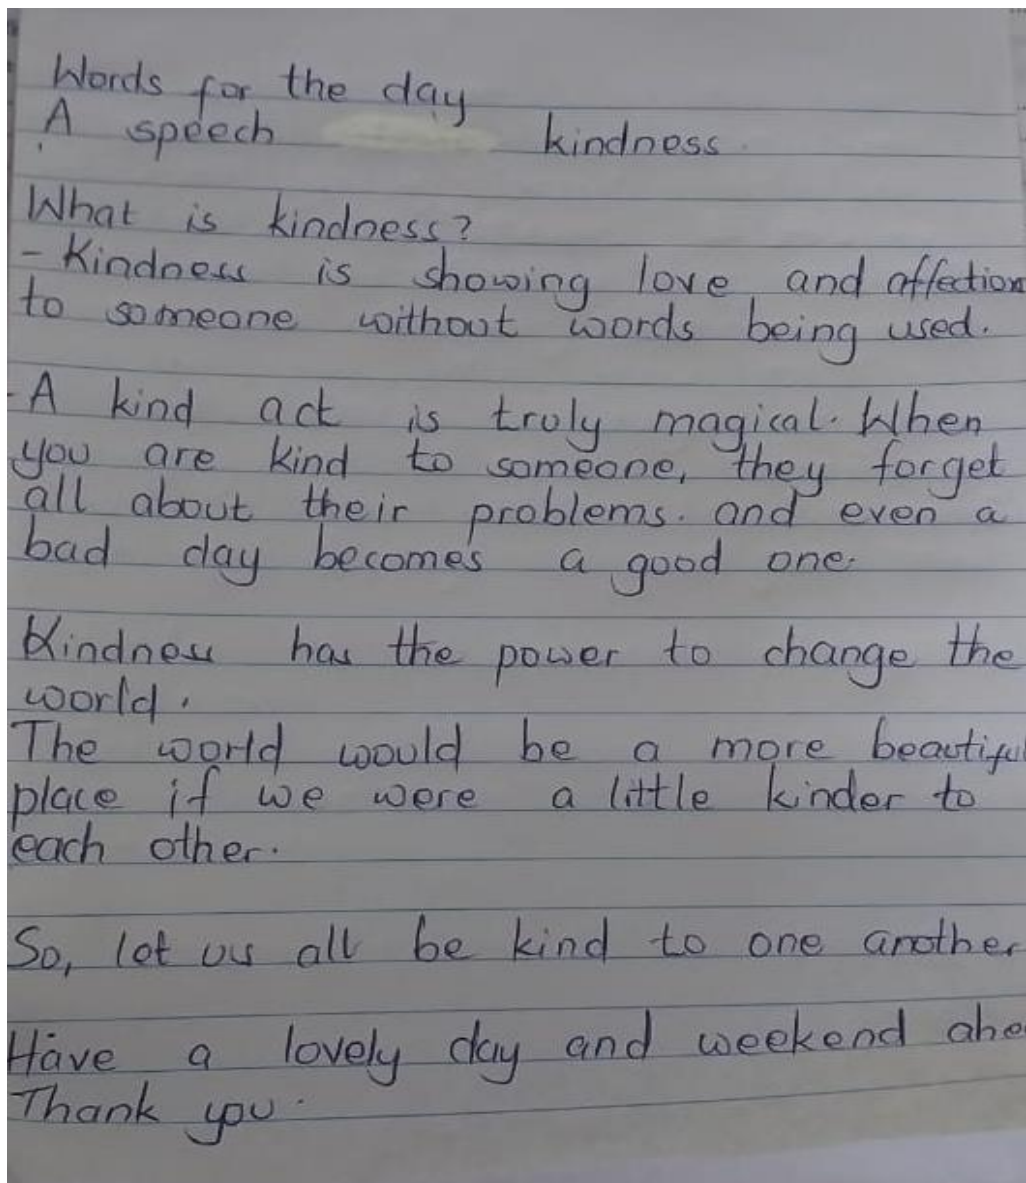 Words for the day
A speech kindness.
What is kindness?
- Kindness is showing love and affection
to someone without words being used.
- A kind act is truly magical. When
you are kind to someone, they forget
all about their problems. and even a
bad day becomes a good one.
Kindness has the power to change the
world.
The world would be a more beautiful
place if we were a little kinder to
each other.
So, let us all be kind to one another
Have a lovely day and weekend ahe
Thank you.